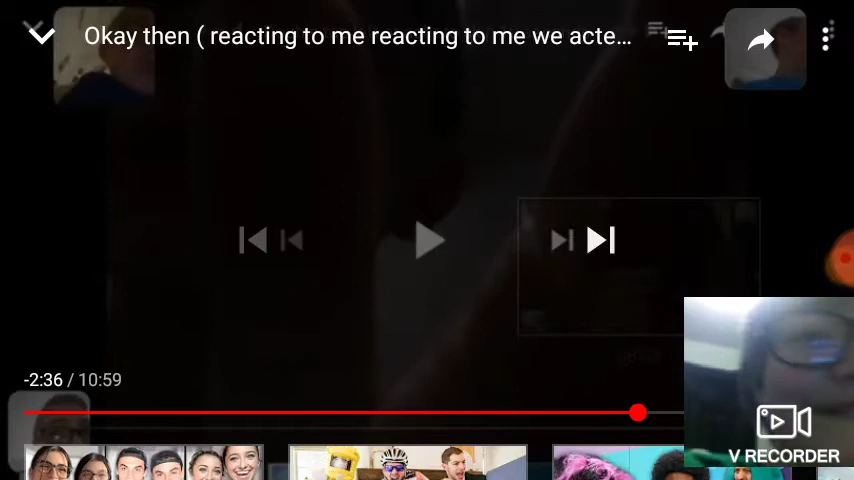 Okay then ( reacting to me reacting to me we acte...
-2:36 / 10:59
V RECORDER